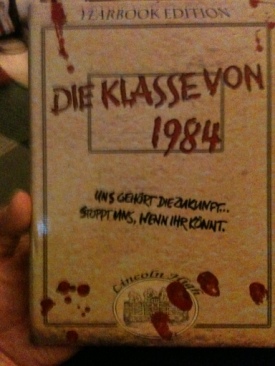 YEARBOOK EDITION
DIE KLASSE VON
1984
UNS GEHÖRT DIE ZUKUNFT...
STOPPT UNS, WENN IHR KÖNNT.
Lincoln High